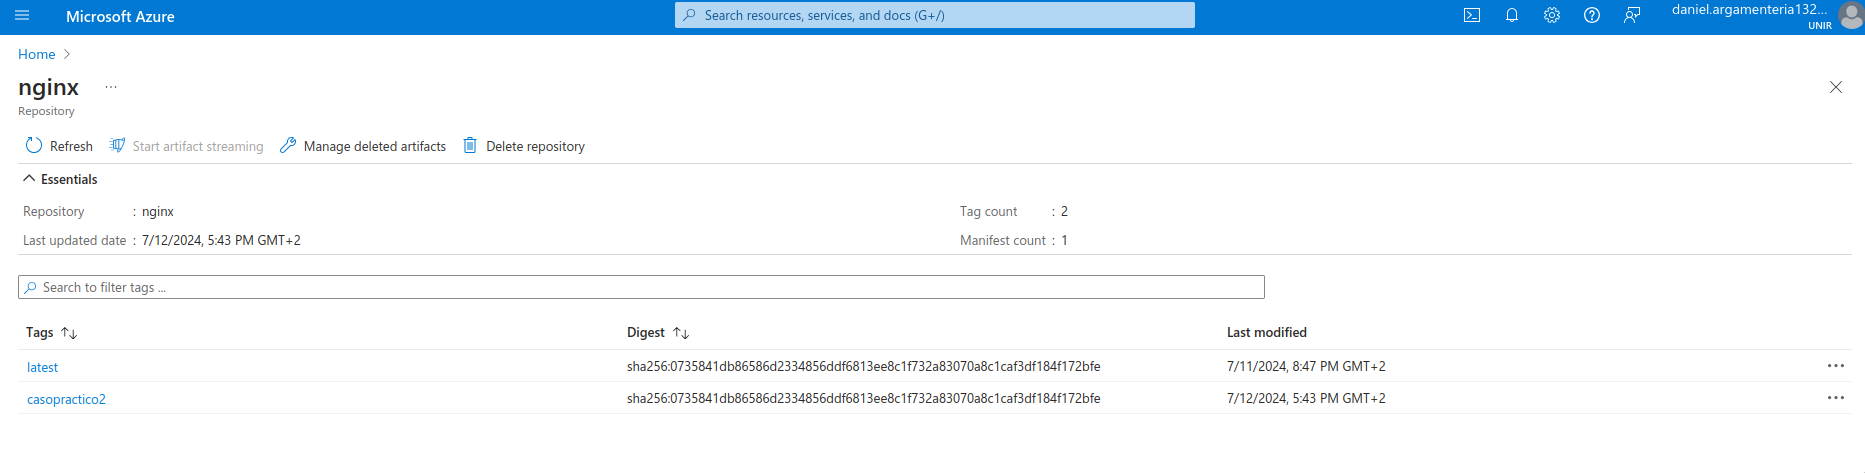 Microsoft Azure
Search resources, services, and docs (G+/)
daniel.argamenteria132...
UNIR
Home
nginx ...
Repository
Refresh Start artifact streaming Manage deleted artifacts Delete repository
Essentials
Repository : nginx Tag count : 2
Last updated date : 7/12/2024, 5:43 PM GMT+2 Manifest count : 1
Search to filter tags ...
Tags Digest Last modified
latest sha256:0735841db86586d2334856ddf6813ee8c1f732a83070a8c1caf3df184f172bfe 7/11/2024, 8:47 PM GMT+2
casopractico2 sha256:0735841db86586d2334856ddf6813ee8c1f732a83070a8c1caf3df184f172bfe 7/12/2024, 5:43 PM GMT+2